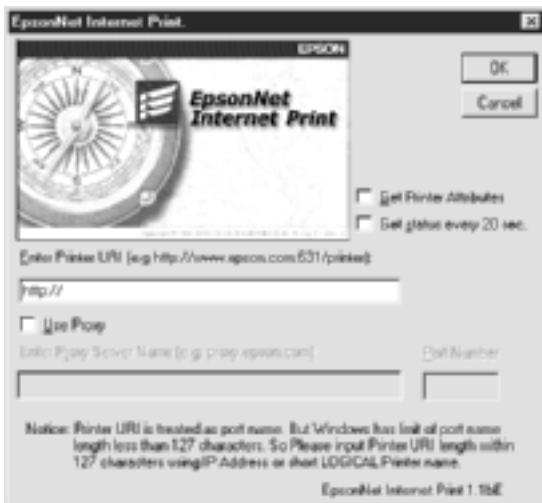 EpsonNet Internet Print.
EPSON
EpsonNet
Internet Print
OK
Cancel
Get Printer Attributes
Get status every 20 sec.
Enter Printer URI (e.g http://www.epson.com:631/printer):
http://
Use Proxy
Enter Proxy Server Name (e.g. proxy.epson.com)
Port Number
Notice: Printer URI is treated as port name. But Windows has limit of port name
length less than 127 characters. So Please input Printer URI length within
127 characters using IP Address or short LOGICAL Printer name.
EpsonNet Internet Print